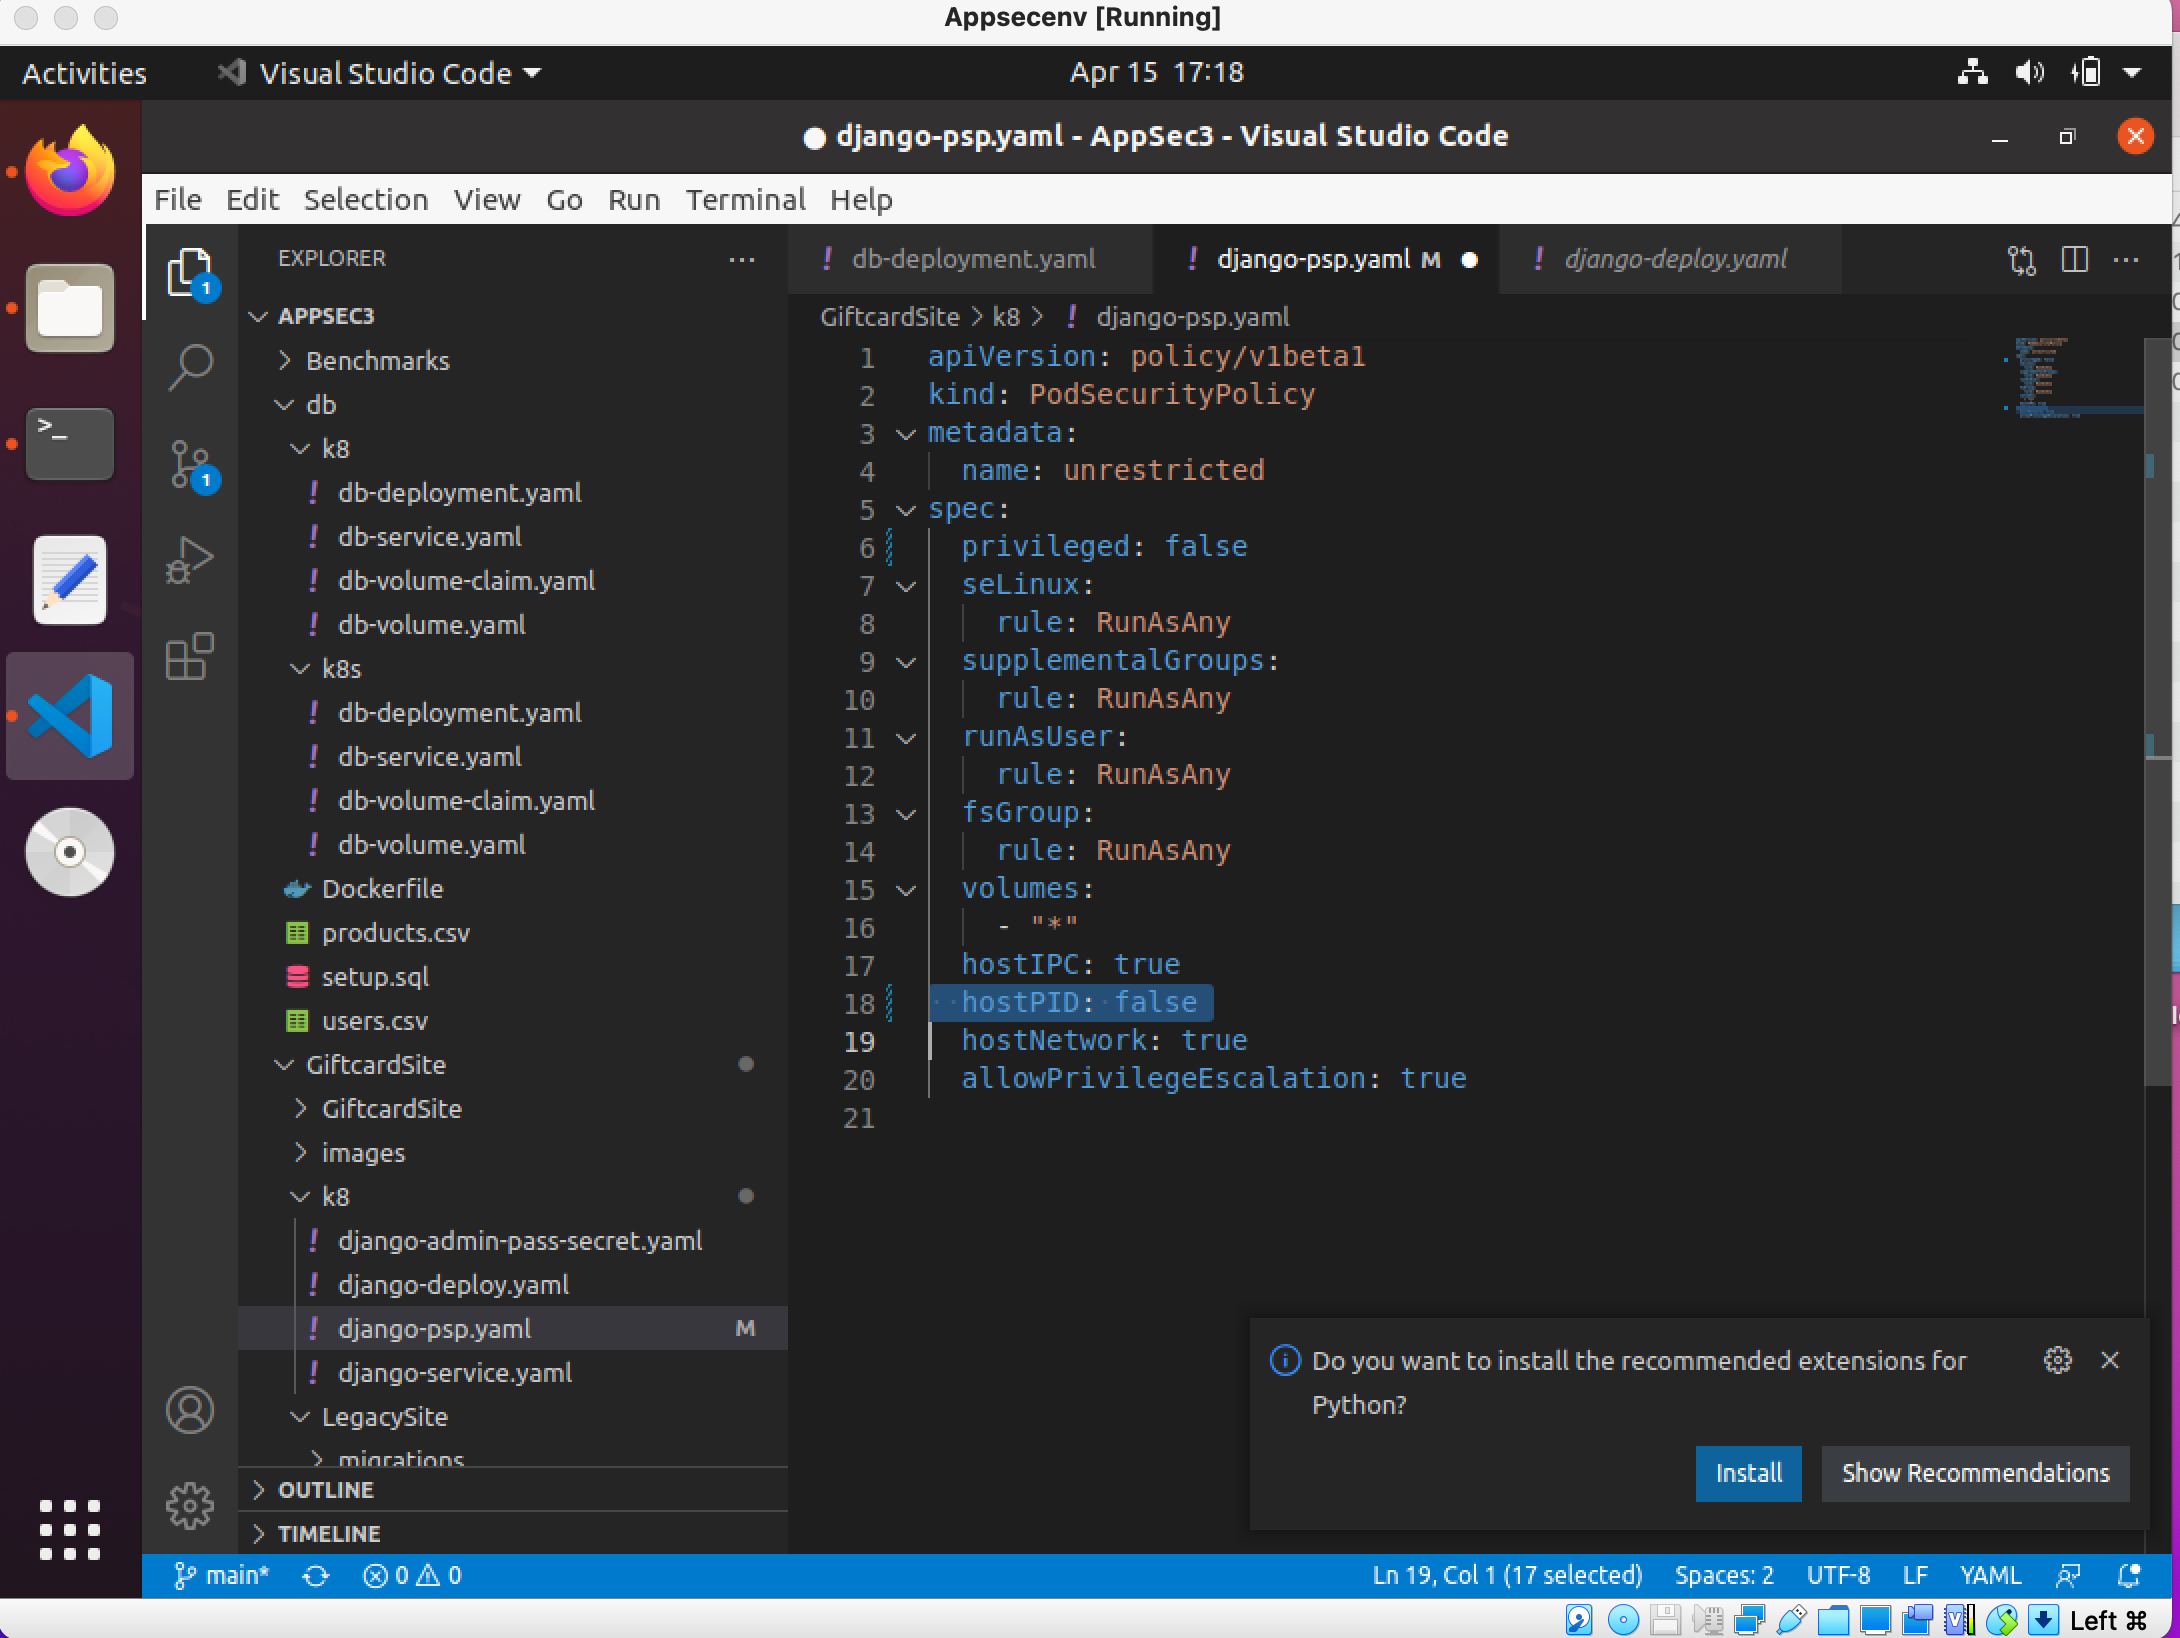 Appsecenv [Running]
Activities
Visual Studio Code
Apr 15 17:18
django-psp.yaml - AppSec3 - Visual Studio Code
File Edit Selection View Go Run Terminal Help
EXPLORER
APPSEC3
Benchmarks
db
k8
! db-deployment.yaml
! db-service.yaml
! db-volume-claim.yaml
! db-volume.yaml
k8s
! db-deployment.yaml
! db-service.yaml
! db-volume-claim.yaml
! db-volume.yaml
Dockerfile
products.csv
setup.sql
users.csv
GiftcardSite
GiftcardSite
images
k8
! django-admin-pass-secret.yaml
! django-deploy.yaml
! django-psp.yaml M
! django-service.yaml
LegacySite
migrations
OUTLINE
TIMELINE
1
1
! db-deployment.yaml
! django-psp.yaml M
! django-deploy.yaml
GiftcardSite > k8 > ! django-psp.yaml
1 apiVersion: policy/v1beta1
2 kind: PodSecurityPolicy
3 metadata:
4 name: unrestricted
5 spec:
6 privileged: false
7 seLinux:
8 rule: RunAsAny
9 supplementalGroups:
10 rule: RunAsAny
11 runAsUser:
12 rule: RunAsAny
13 fsGroup:
14 rule: RunAsAny
15 volumes:
16 - "*"
17 hostIPC: true
18 hostPID: false
19 hostNetwork: true
20 allowPrivilegeEscalation: true
21
Do you want to install the recommended extensions for
Python?
Install
Show Recommendations
main*
0 0
Ln 19, Col 1 (17 selected)
Spaces: 2
UTF-8
LF
YAML
Left ⌘